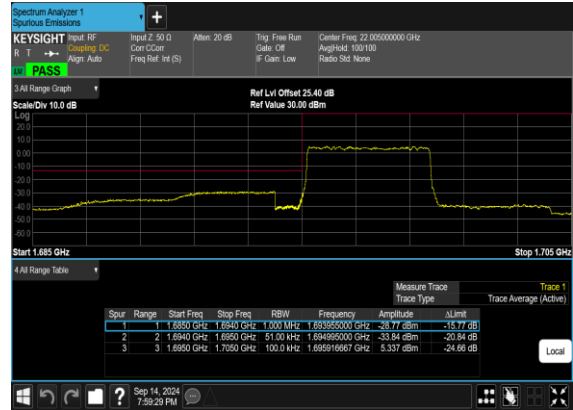 Spectrum Analyzer 1
Spurious Emissions
KEYSIGHT
R T
LM PASS
Input: RF
Coupling: DC
Align: Auto
Input Z: 50 Ω
Corr CCorr
Freq Ref: Int (S)
Atten: 20 dB
Trig: Free Run
Gate: Off
IF Gain: Low
Center Freq: 22.005000000 GHz
Avg|Hold: 100/100
Radio Std: None
3 All Range Graph
Scale/Div 10.0 dB
Ref Lvl Offset 25.40 dB
Ref Value 30.00 dBm
Log
20.0
10.0
0.00
-10.0
-20.0
-30.0
-40.0
-50.0
-60.0
Start 1.685 GHz
Stop 1.705 GHz
4 All Range Table
Measure Trace Trace 1
Trace Type Trace Average (Active)
Spur Range Start Freq Stop Freq RBW Frequency Amplitude ΔLimit
1 1 1.6850 GHz 1.6940 GHz 1.000 MHz 1.693955000 GHz -28.77 dBm -15.77 dB
2 2 1.6940 GHz 1.6950 GHz 51.00 kHz 1.694995000 GHz -33.84 dBm -20.84 dB
3 3 1.6950 GHz 1.7050 GHz 100.0 kHz 1.695916667 GHz 5.337 dBm -24.66 dB
Local
Sep 14, 2024
7:59:29 PM